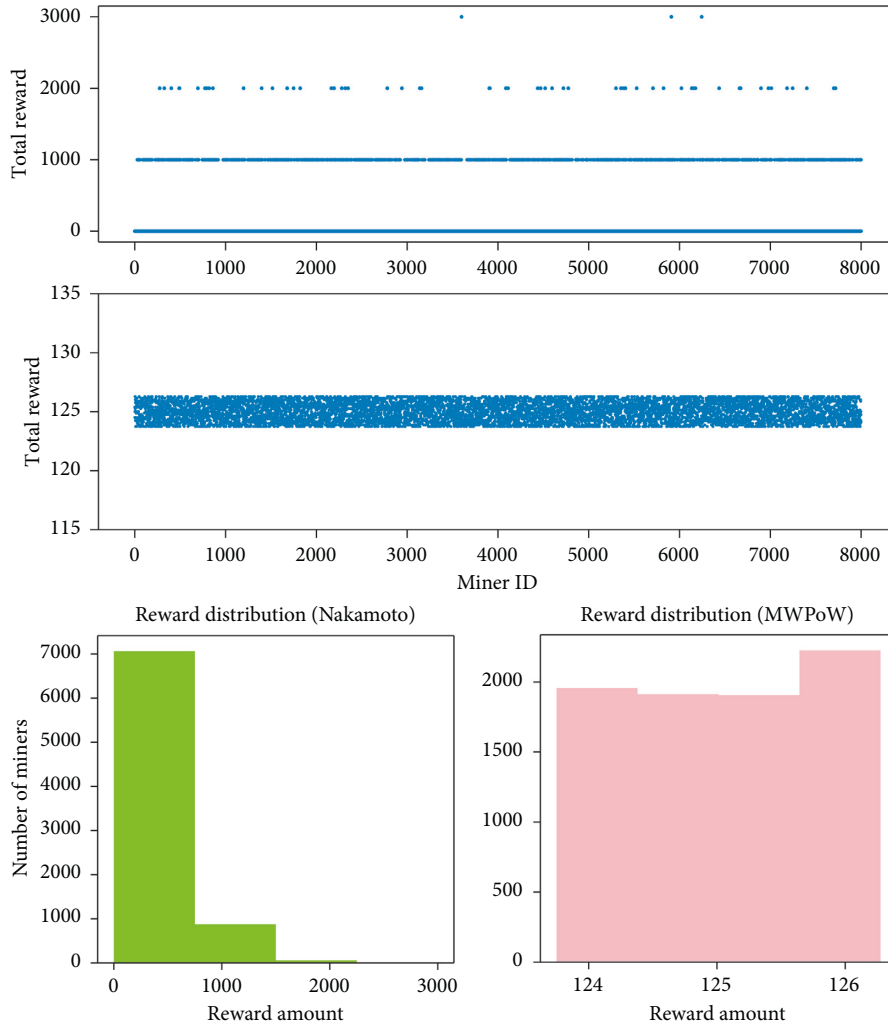 3000
2000
1000
0
Total reward
0 1000 2000 3000 4000 5000 6000 7000 8000
135
130
125
120
115
Total reward
0 1000 2000 3000 4000 5000 6000 7000 8000
Miner ID
Reward distribution (Nakamoto)
7000
6000
5000
4000
3000
2000
1000
0
Number of miners
0 1000 2000 3000
Reward amount
Reward distribution (MWPoW)
2000
1500
1000
500
0
124 125 126
Reward amount